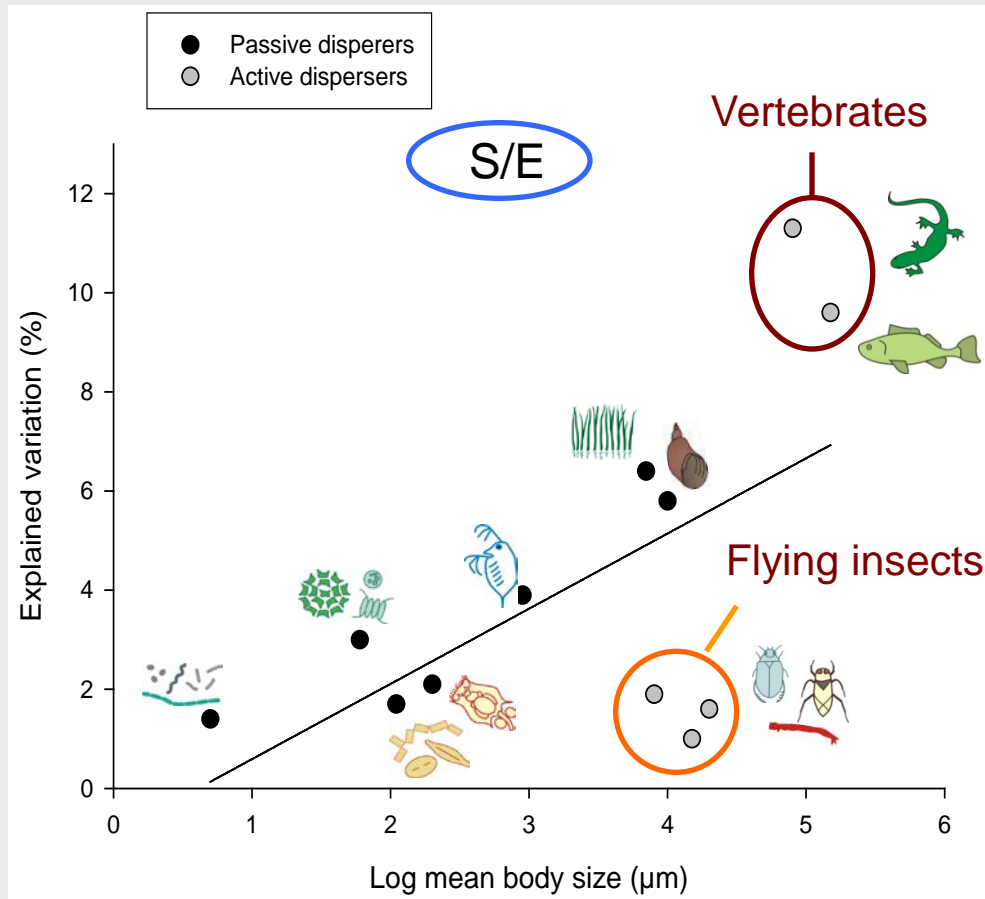 Passive disperers
Active dispersers
Vertebrates
S/E
12
10
8
6
4
2
0
Explained variation (%)
Flying insects
0 1 2 3 4 5 6
Log mean body size (µm)